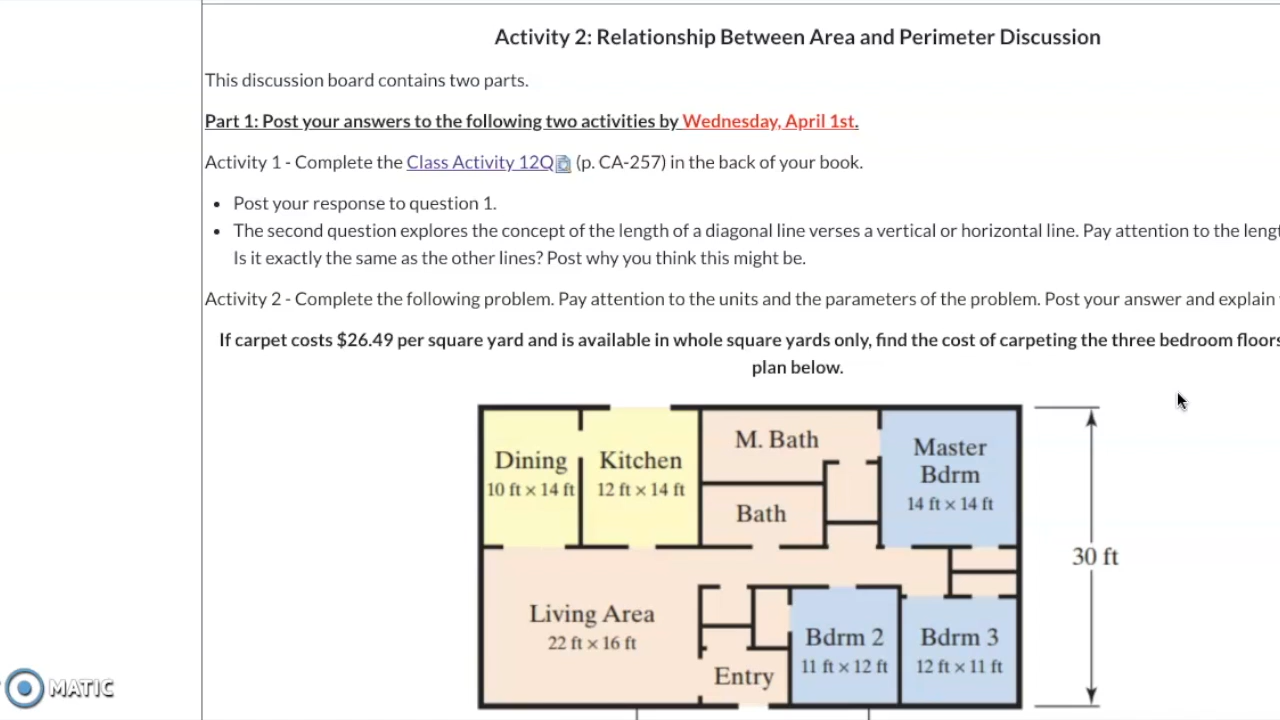 Activity 2: Relationship Between Area and Perimeter Discussion
This discussion board contains two parts.
Part 1: Post your answers to the following two activities by Wednesday, April 1st.
Activity 1 - Complete the Class Activity 12Q (p. CA-257) in the back of your book.
• Post your response to question 1.
• The second question explores the concept of the length of a diagonal line verses a vertical or horizontal line. Pay attention to the
Is it exactly the same as the other lines? Post why you think this might be.
Activity 2 - Complete the following problem. Pay attention to the units and the parameters of the problem. Post your answer and explain
If carpet costs $26.49 per square yard and is available in whole square yards only, find the cost of carpeting the three bedroom floors
plan below.
M. Bath
Master
Bdrm
14 ft × 14 ft
Dining
10 ft × 14 ft
Kitchen
12 ft × 14 ft
Bath
30 ft
Living Area
22 ft × 16 ft
Bdrm 2
11 ft × 12 ft
Bdrm 3
12 ft × 11 ft
Entry
MATIC